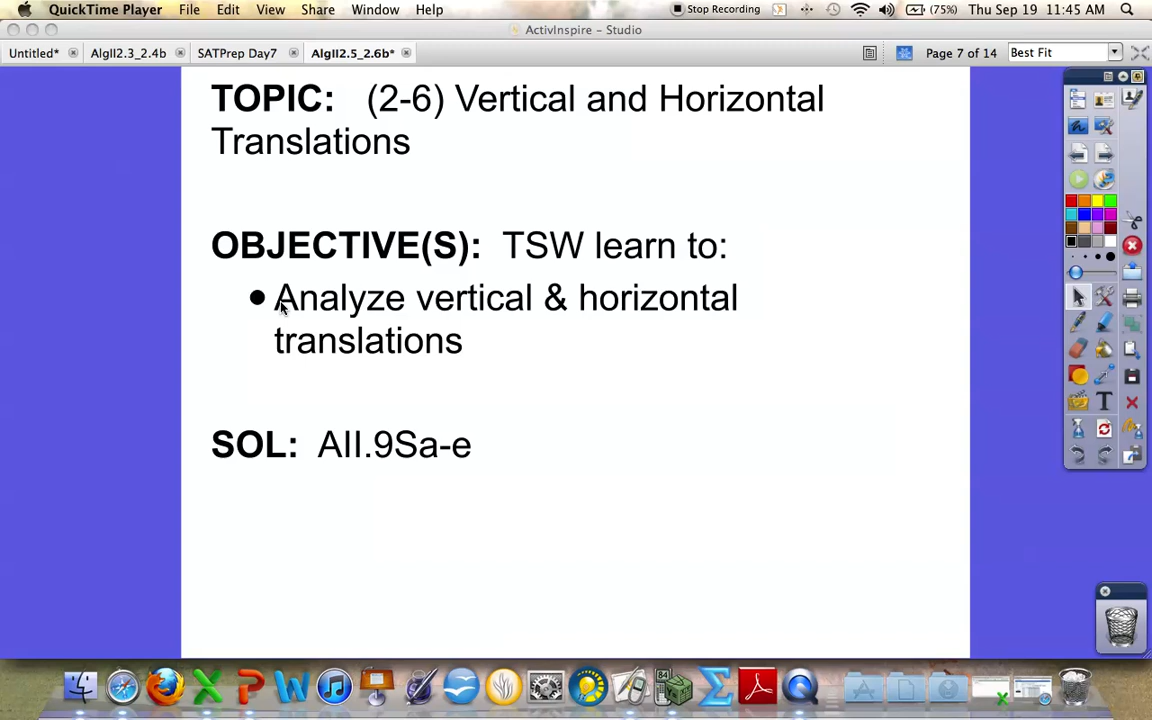 QuickTime Player File Edit View Share Window Help Stop Recording (75%) Thu Sep 19 11:45 AM
ActivInspire - Studio
Untitled* AlgII2.3_2.4b SATPrep Day7 AlgII2.5_2.6b* Page 7 of 14 Best Fit
TOPIC: (2-6) Vertical and Horizontal
Translations
OBJECTIVE(S): TSW learn to:
• Analyze vertical & horizontal
translations
SOL: AII.9Sa-e